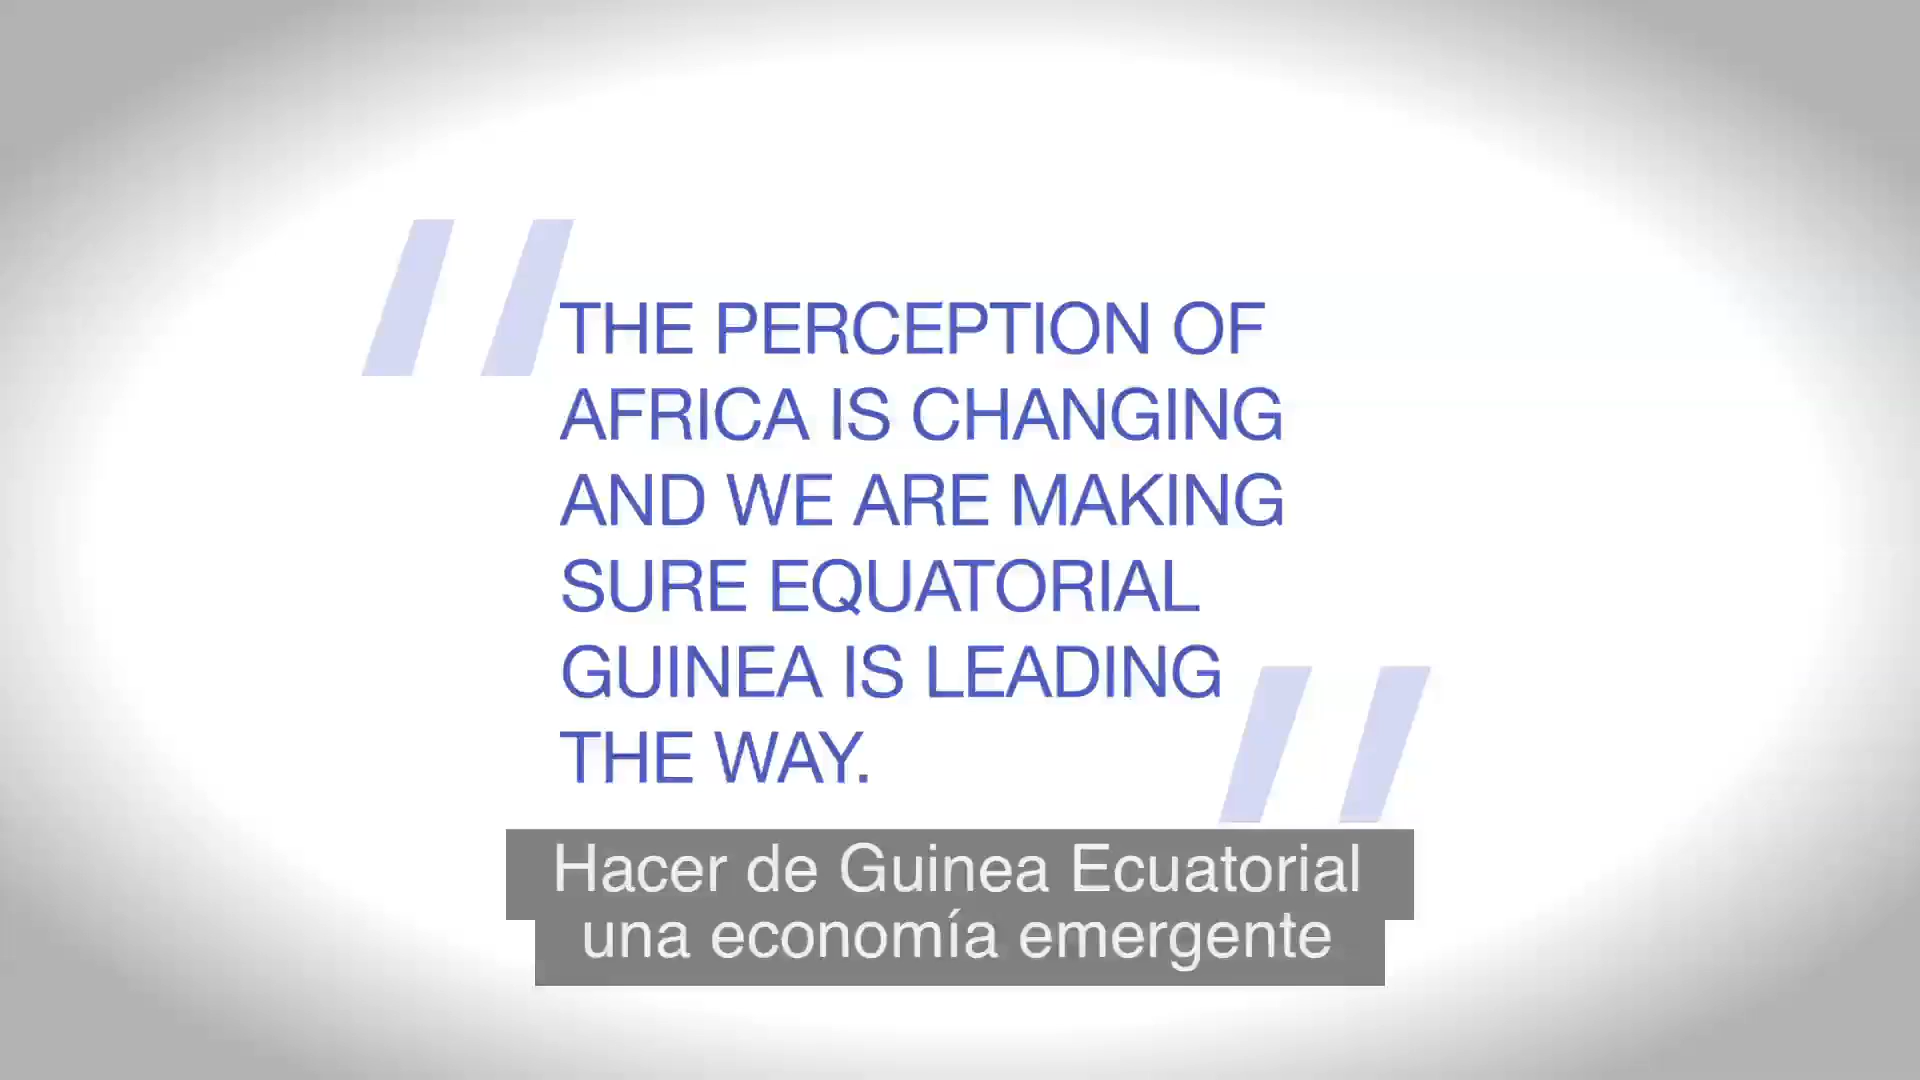 THE PERCEPTION OF
AFRICA IS CHANGING
AND WE ARE MAKING
SURE EQUATORIAL
GUINEA IS LEADING
THE WAY.
Hacer de Guinea Ecuatorial
una economía emergente